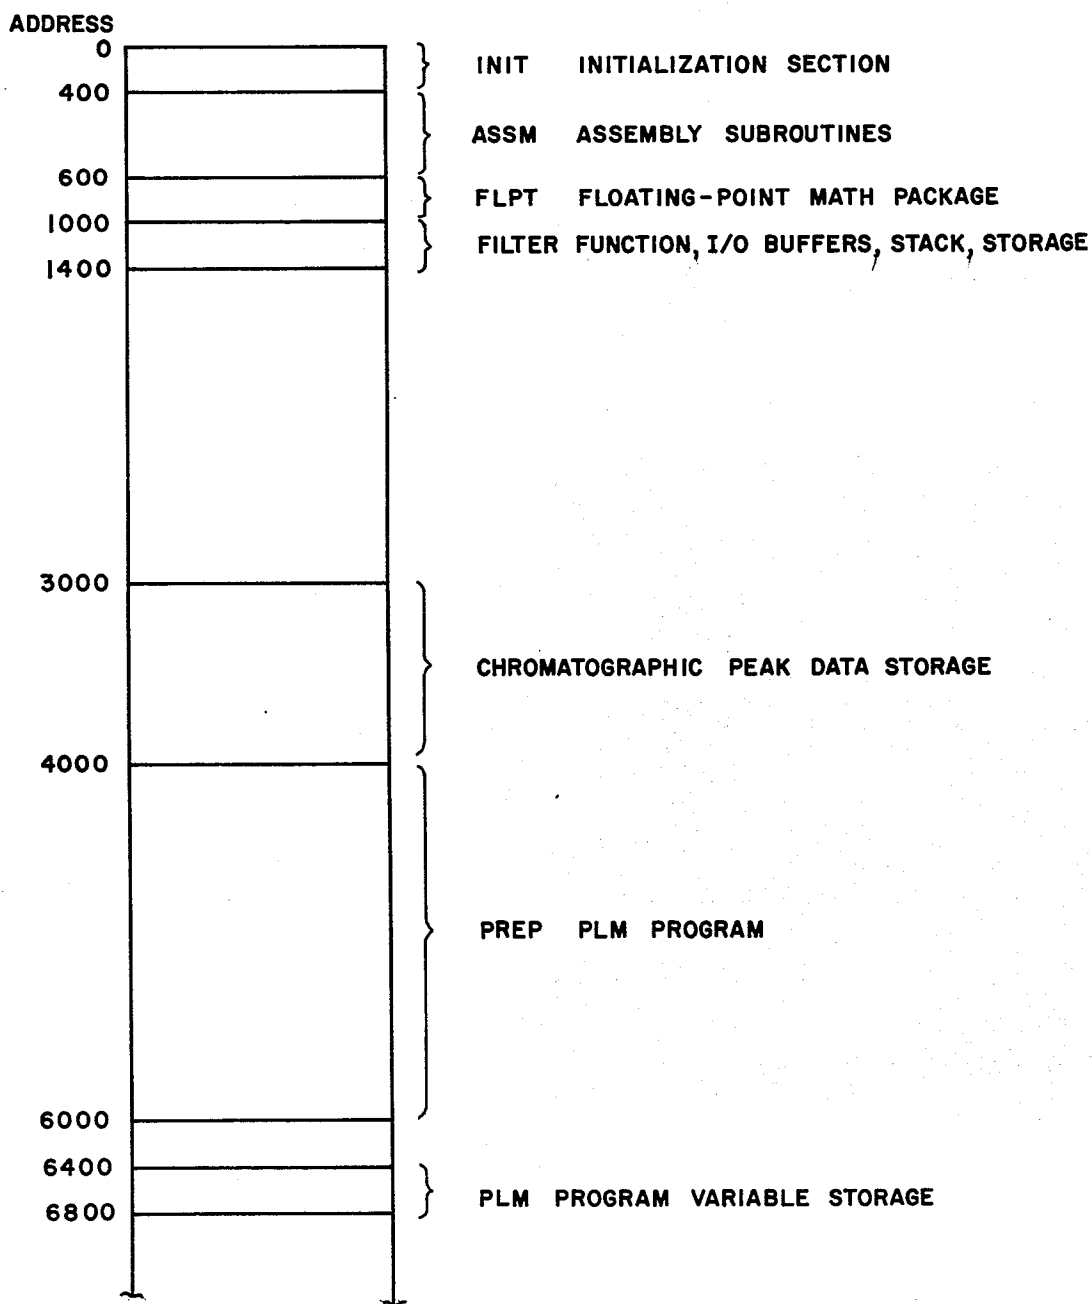 ADDRESS
0
INIT INITIALIZATION SECTION
400
ASSM ASSEMBLY SUBROUTINES
600
FLPT FLOATING-POINT MATH PACKAGE
1000
FILTER FUNCTION, I/O BUFFERS, STACK, STORAGE
1400
3000
CHROMATOGRAPHIC PEAK DATA STORAGE
4000
PREP PLM PROGRAM
6000
6400
PLM PROGRAM VARIABLE STORAGE
6800